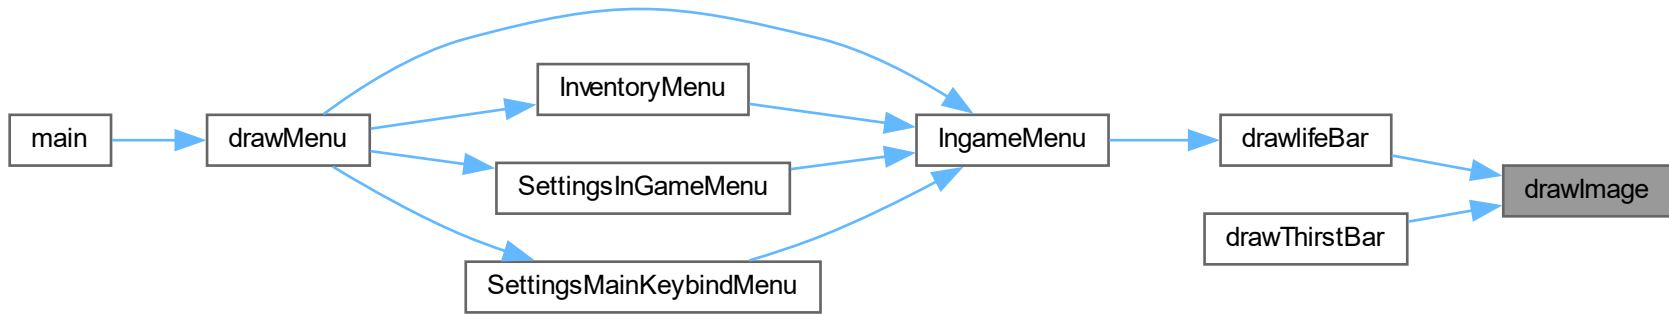 main
drawMenu
InventoryMenu
SettingsInGameMenu
SettingsMainKeybindMenu
IngameMenu
drawlifeBar
drawThirstBar
drawImage